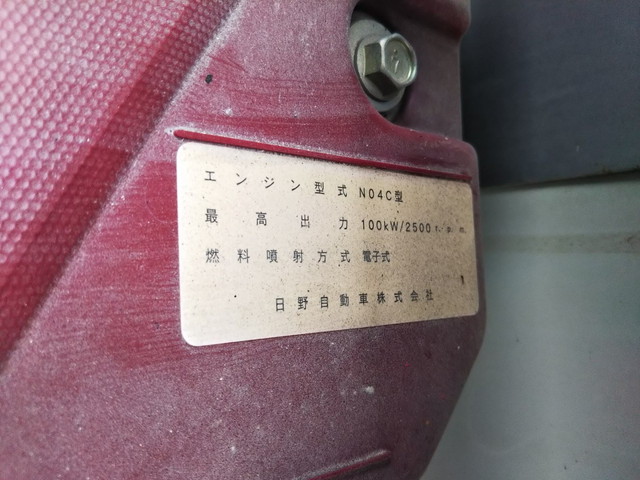 エンジン型式 N04C型
最高出力 100kW/2500 r.p.m.
燃料噴射方式 電子式
日野自動車株式会社